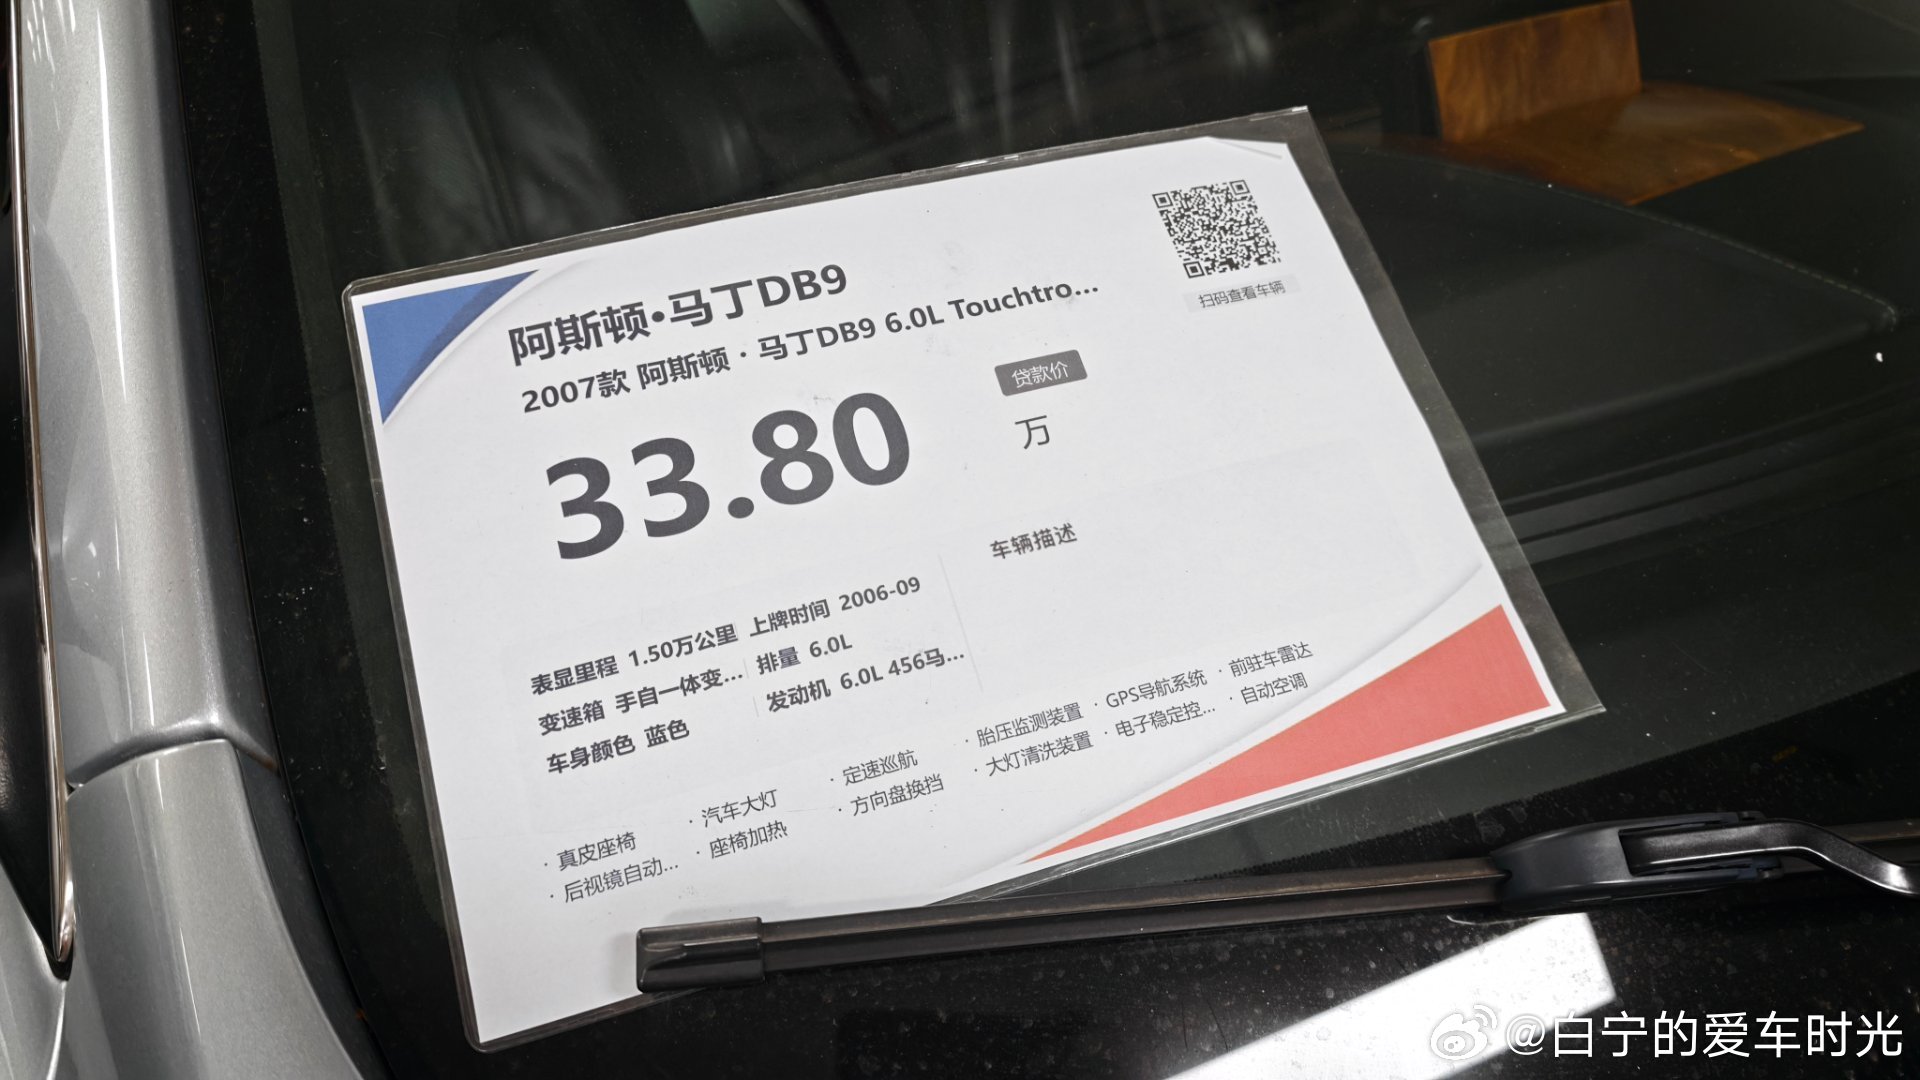 阿斯顿·马丁DB9
2007款 阿斯顿·马丁DB9 6.0L Touchtro...
33.80
贷款价
万
扫码查看车辆
表显里程 1.50万公里 上牌时间 2006-09
变速箱 手自一体变... 排量 6.0L
车身颜色 蓝色 发动机 6.0L 456马...
车辆描述
· 真皮座椅 · 汽车大灯 · 定速巡航 · 胎压监测装置 · GPS导航系统 · 前驻车雷达
· 后视镜自动... · 座椅加热 · 方向盘换挡 · 大灯清洗装置 · 电子稳定控... · 自动空调
@白宁的爱车时光